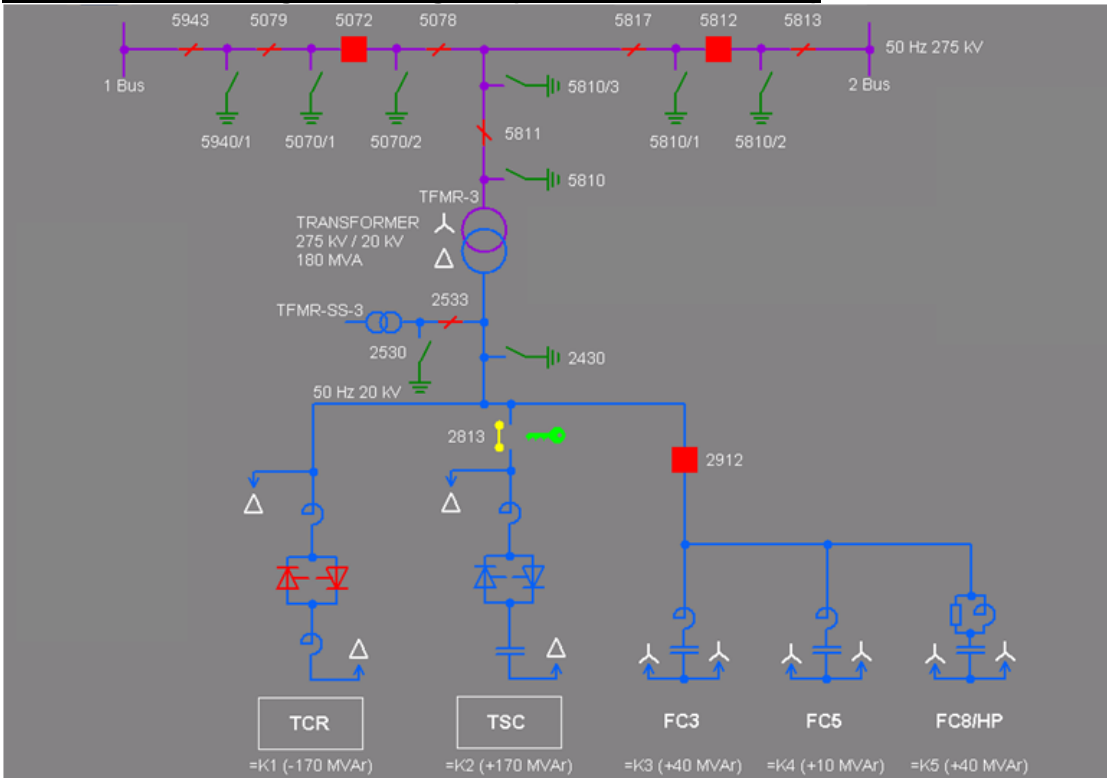 5943
5079
5072
5078
5817
5812
5813
50 Hz 275 kV
1 Bus
2 Bus
5810/3
5940/1
5070/1
5070/2
5811
5810/1
5810/2
5810
TFMR-3
TRANSFORMER
275 kV / 20 kV
180 MVA
TFMR-SS-3
2533
2530
2430
50 Hz 20 kV
2813
2912
TCR
TSC
FC3
FC5
FC8/HP
=K1 (-170 MVAr)
=K2 (+170 MVAr)
=K3 (+40 MVAr)
=K4 (+10 MVAr)
=K5 (+40 MVAr)